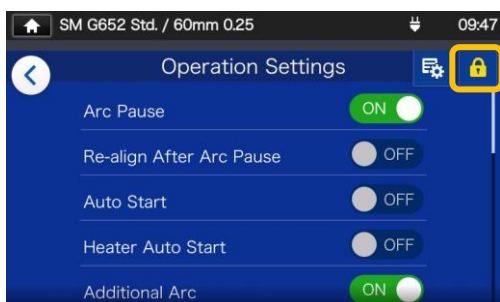 SM G652 Std. / 60mm 0.25 09:47
Operation Settings
Arc Pause ON
Re-align After Arc Pause OFF
Auto Start OFF
Heater Auto Start OFF
Additional Arc ON